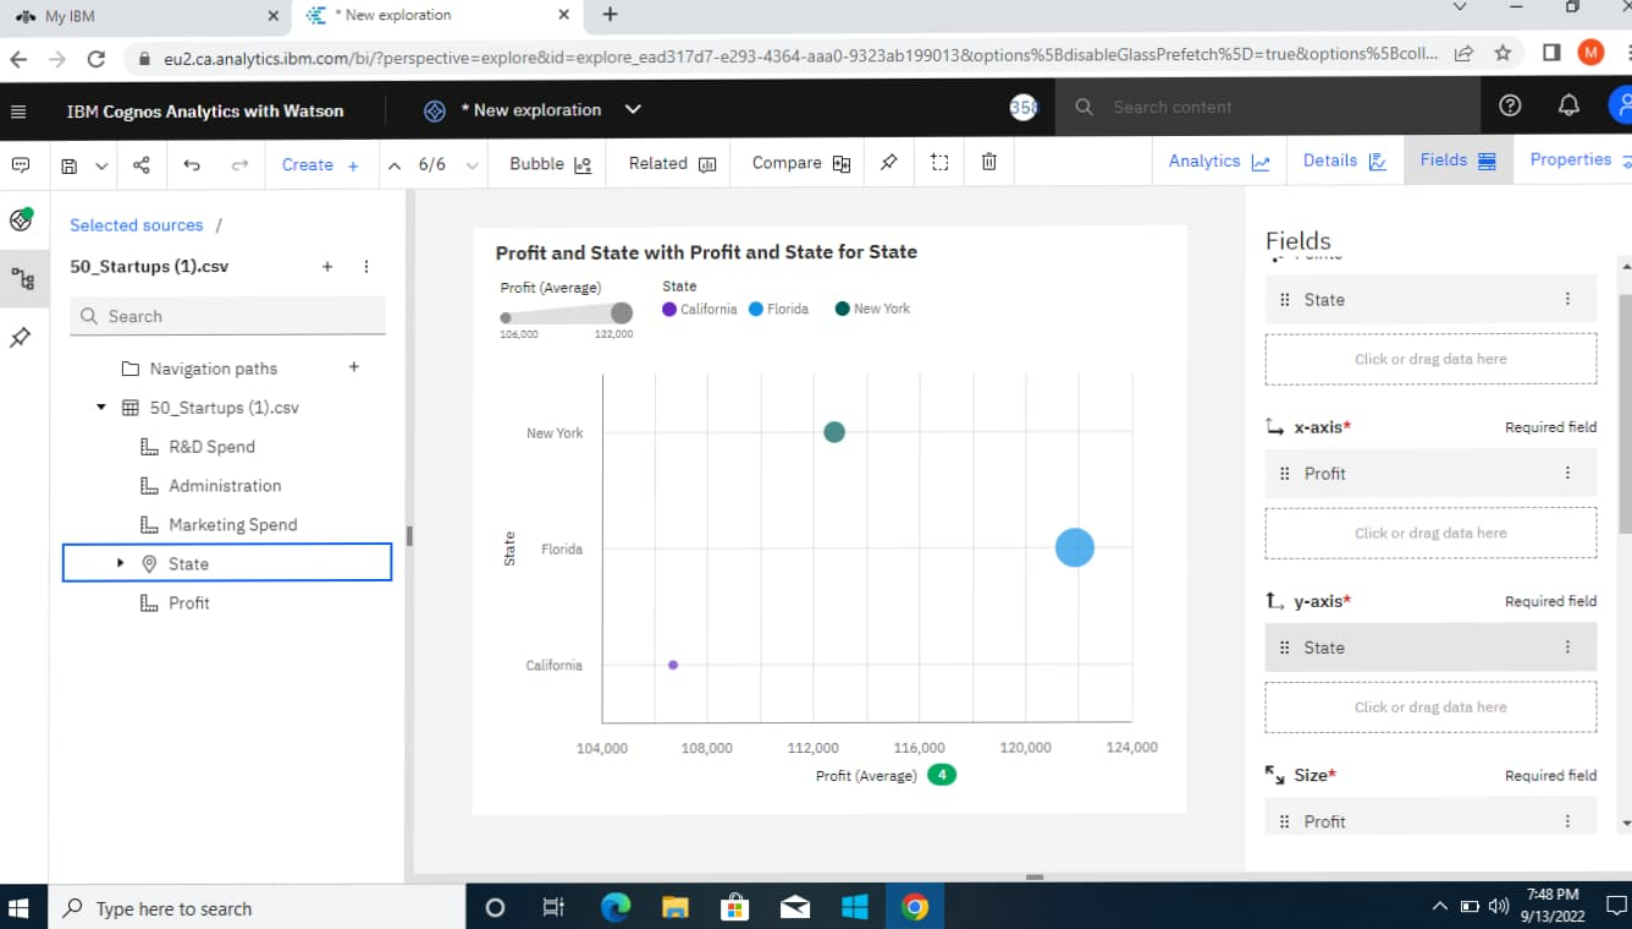 My IBM
* New exploration
eu2.ca.analytics.ibm.com/bi/?perspective=explore&id=explore_ead317d7-e293-4364-aaa0-9323ab199013&options%5BdisableGlassPrefetch%5D=true&options%5Bcoll...
M
IBM Cognos Analytics with Watson
* New exploration
358
Search content
Create +
6/6
Bubble
Related
Compare
Analytics
Details
Fields
Properties
Selected sources /
50_Startups (1).csv
Search
Navigation paths
50_Startups (1).csv
R&D Spend
Administration
Marketing Spend
State
Profit
Profit and State with Profit and State for State
Profit (Average)
106,000
122,000
State
California
Florida
New York
New York
Florida
California
State
104,000
108,000
112,000
116,000
120,000
124,000
Profit (Average) 4
Fields
State
Click or drag data here
x-axis* Required field
Profit
Click or drag data here
y-axis* Required field
State
Click or drag data here
Size* Required field
Profit
Type here to search
7:48 PM
9/13/2022